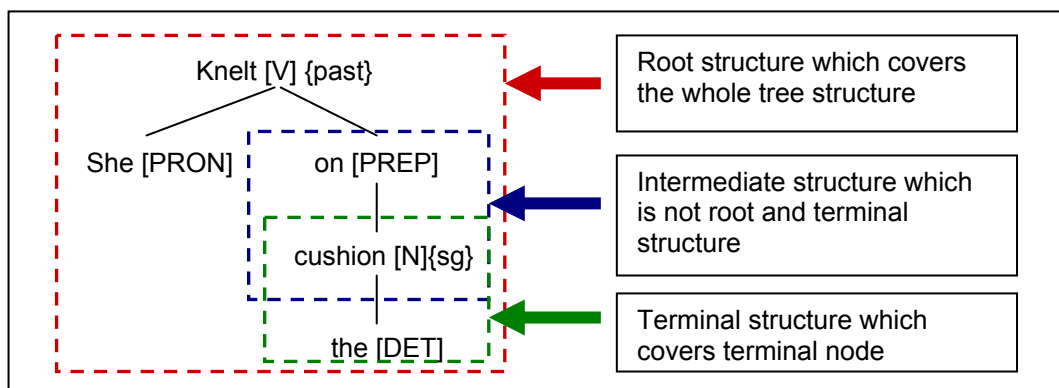 Knelt [V] {past}
She [PRON]
on [PREP]
cushion [N]{sg}
the [DET]
Root structure which covers
the whole tree structure
Intermediate structure which
is not root and terminal
structure
Terminal structure which
covers terminal node